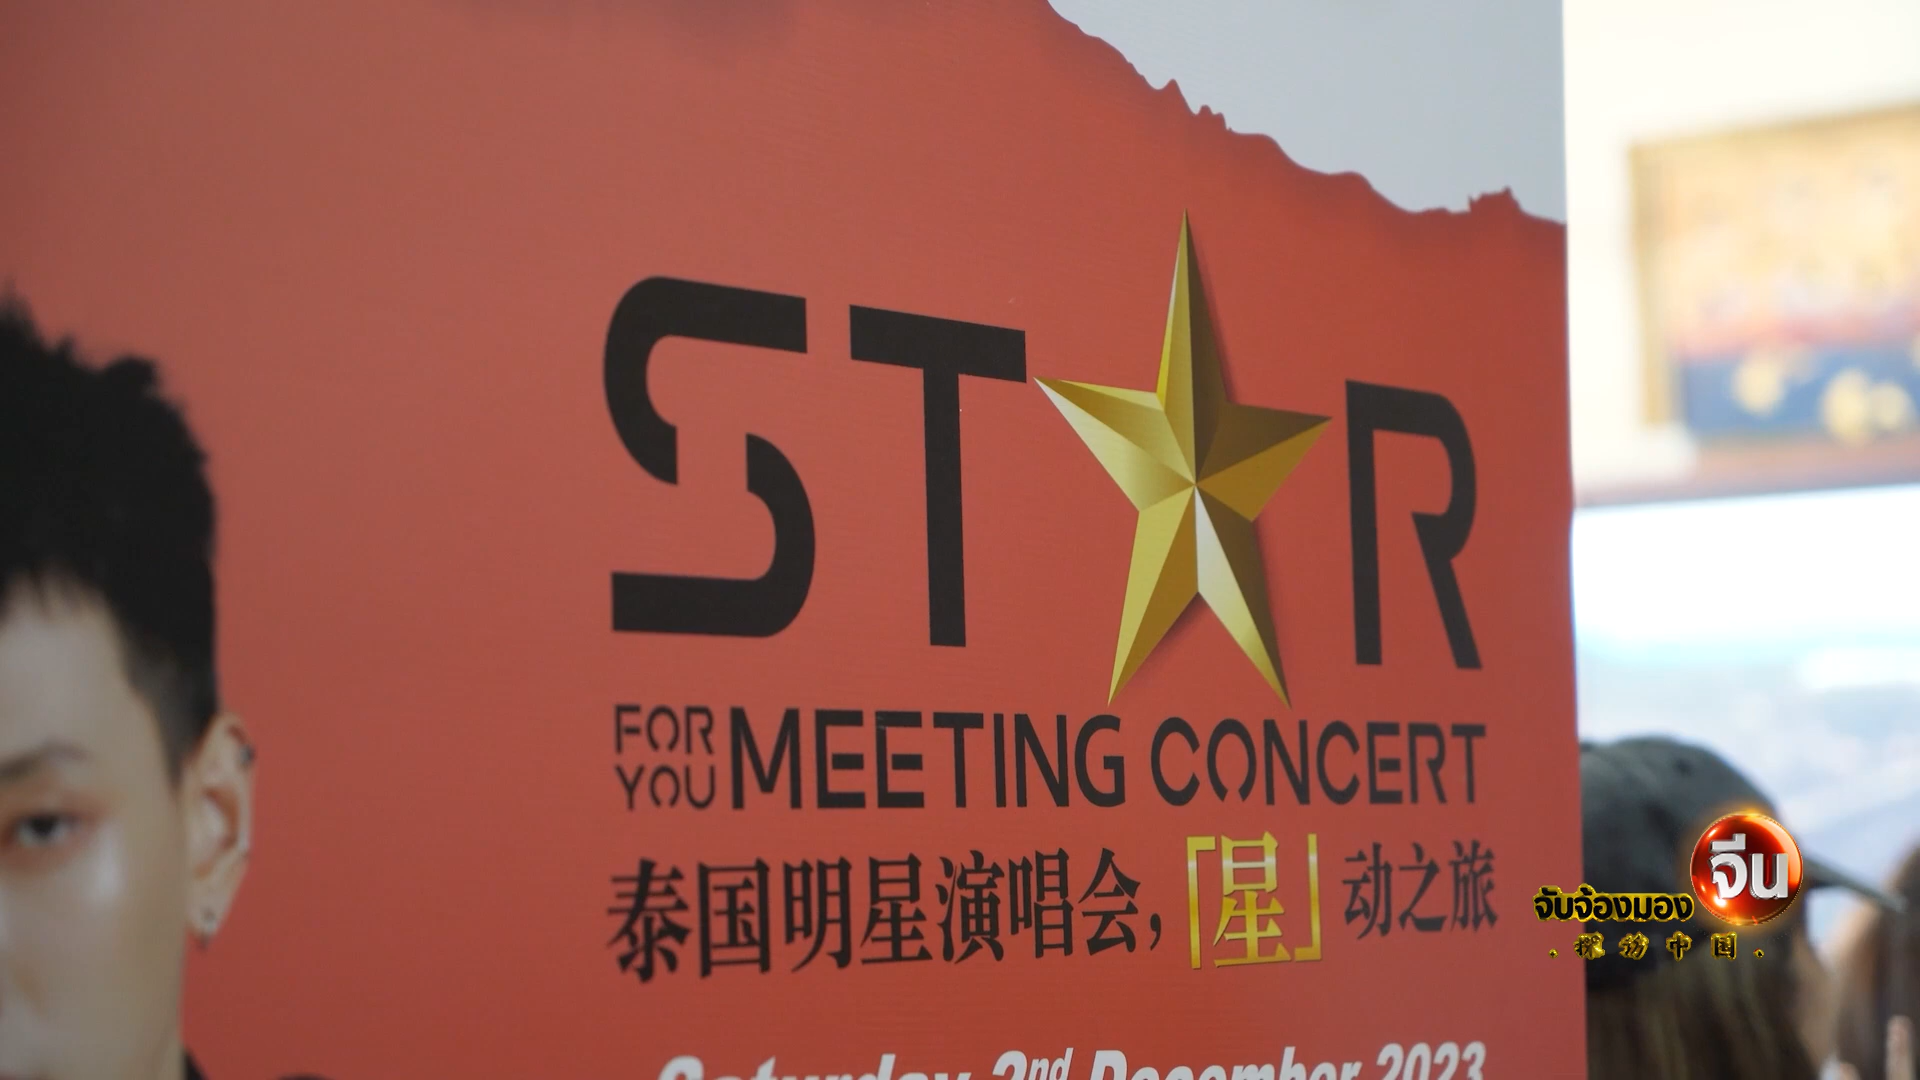 ST★R
FOR YOU MEETING CONCERT
泰国明星演唱会,「星」动之旅
Saturday 2nd December 2023
จีน
จับจ้องมอง
·探访中国·